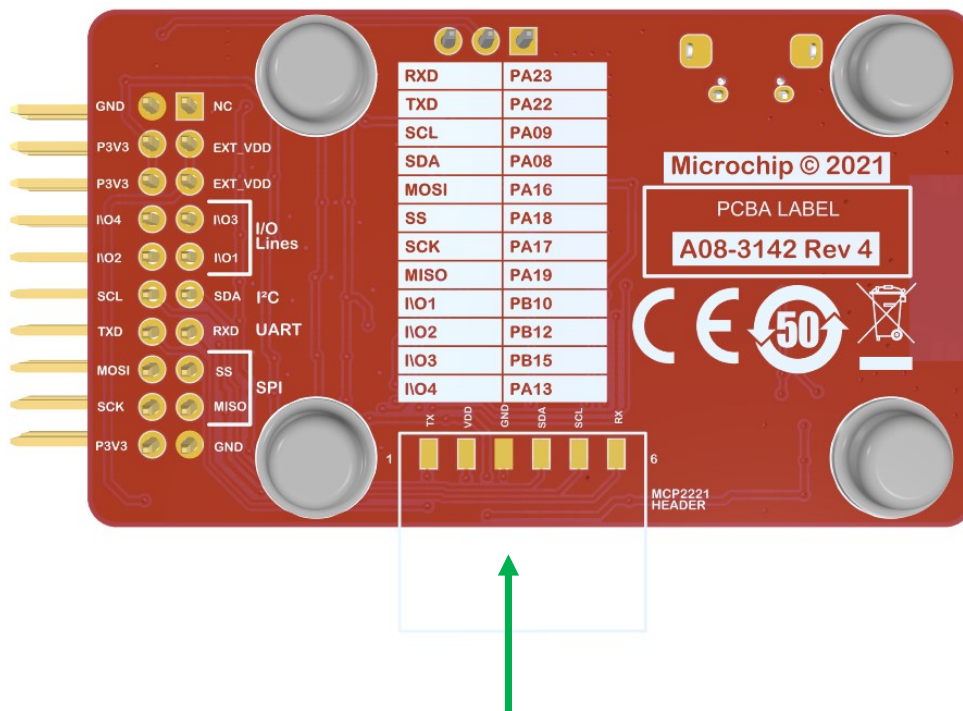 GND NC
P3V3 EXT_VDD
P3V3 EXT_VDD
I\O4 I\O3
I/O
Lines
I\O2 I\O1
SCL SDA I²C
TXD RXD UART
MOSI SS
SPI
SCK MISO
P3V3 GND
RXD PA23
TXD PA22
SCL PA09
SDA PA08
MOSI PA16
SS PA18
SCK PA17
MISO PA19
I\O1 PB10
I\O2 PB12
I\O3 PB15
I\O4 PA13
TX VDD GND SDA SCL RX
1 6
MCP2221
HEADER
Microchip © 2021
PCBA LABEL
A08-3142 Rev 4
CE 50